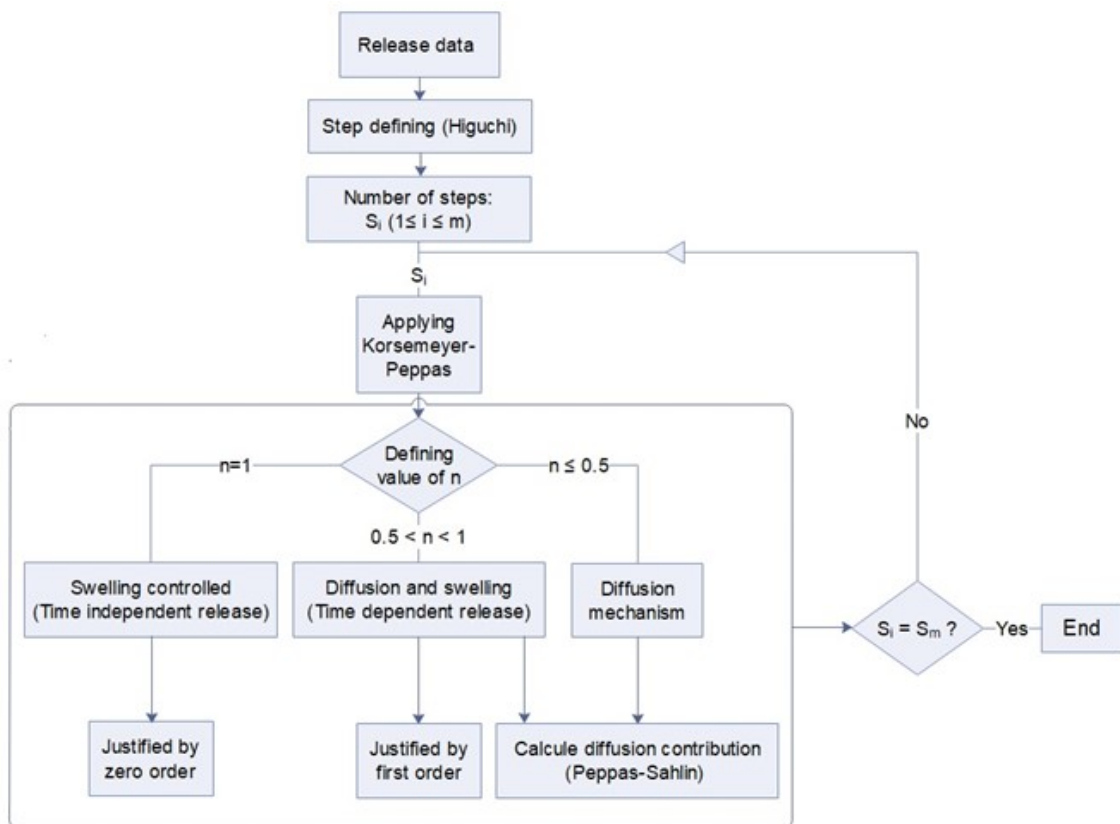 Release data
Step defining (Higuchi)
Number of steps:
Sᵢ (1≤ i ≤ m)
Sᵢ
Applying
Korsemeyer-
Peppas
No
Defining
value of n
n=1
n ≤ 0.5
0.5 < n < 1
Swelling controlled
(Time independent release)
Diffusion and swelling
(Time dependent release)
Diffusion
mechanism
Sᵢ = Sₘ ?
Yes
End
Justified by
zero order
Justified by
first order
Calcule diffusion contribution
(Peppas-Sahlin)